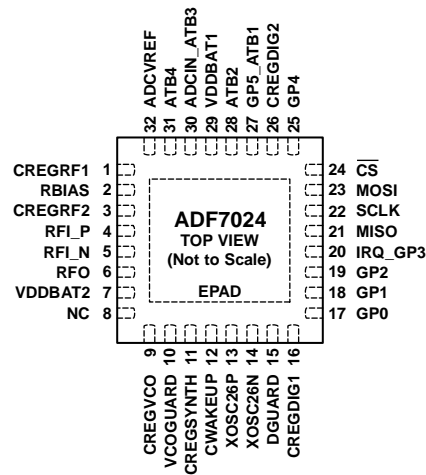 32 ADCVREF
31 ATB4
30 ADCIN_ATB3
29 VDDBAT1
28 ATB2
27 GP5_ATB1
26 CREGDIG2
25 GP4
CREGRF1 1
RBIAS 2
CREGRF2 3
RFI_P 4
RFI_N 5
RFO 6
VDDBAT2 7
NC 8
ADF7024
TOP VIEW
(Not to Scale)
EPAD
24 CS
23 MOSI
22 SCLK
21 MISO
20 IRQ_GP3
19 GP2
18 GP1
17 GP0
CREGVCO 9
VCOGUARD 10
CREGSYNTH 11
CWAKEUP 12
XOSC26P 13
XOSC26N 14
DGUARD 15
CREGDIG1 16